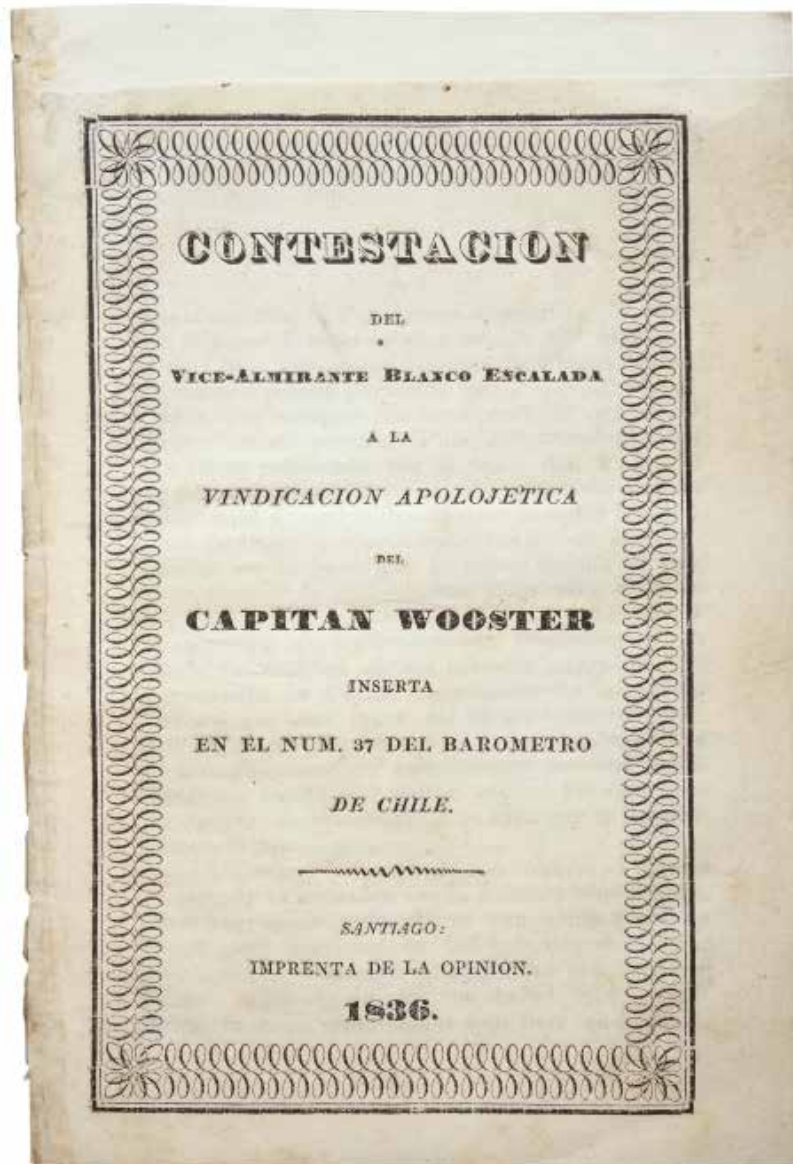 CONTESTACION
DEL
VICE-ALMIRANTE BLANCO ESCALADA
A LA
VINDICACION APOLOJETICA
DEL
CAPITAN WOOSTER
INSERTA
EN EL NUM. 37 DEL BAROMETRO
DE CHILE.
SANTIAGO:
IMPRENTA DE LA OPINION.
1836.